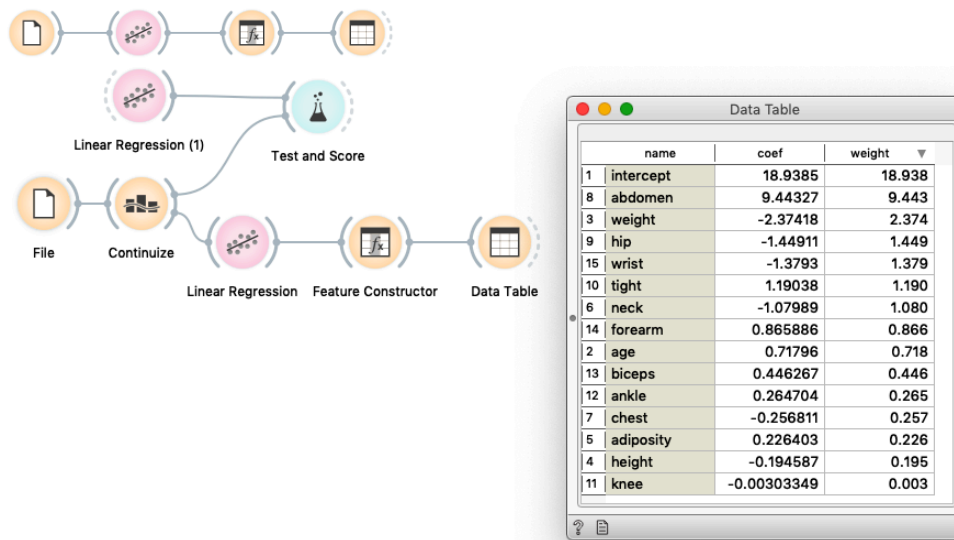 Linear Regression (1)
Test and Score
File
Continuize
Linear Regression
Feature Constructor
Data Table
Data Table
name coef weight
1 intercept 18.9385 18.938
8 abdomen 9.44327 9.443
3 weight -2.37418 2.374
9 hip -1.44911 1.449
15 wrist -1.3793 1.379
10 tight 1.19038 1.190
6 neck -1.07989 1.080
14 forearm 0.865886 0.866
2 age 0.71796 0.718
13 biceps 0.446267 0.446
12 ankle 0.264704 0.265
7 chest -0.256811 0.257
5 adiposity 0.226403 0.226
4 height -0.194587 0.195
11 knee -0.00303349 0.003
?